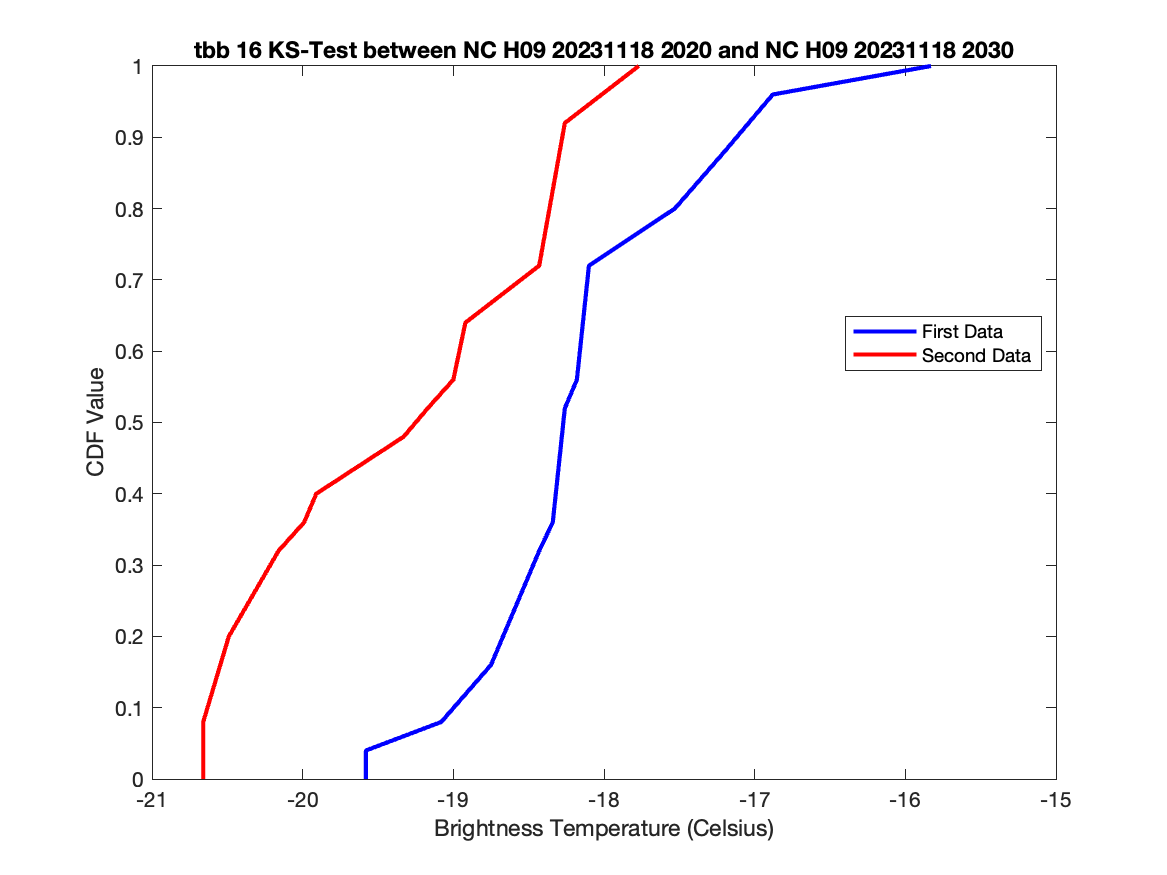 tbb 16 KS-Test between NC H09 20231118 2020 and NC H09 20231118 2030
1
0.9
0.8
0.7
0.6
0.5
0.4
0.3
0.2
0.1
0
CDF Value
First Data
Second Data
-21 -20 -19 -18 -17 -16 -15
Brightness Temperature (Celsius)